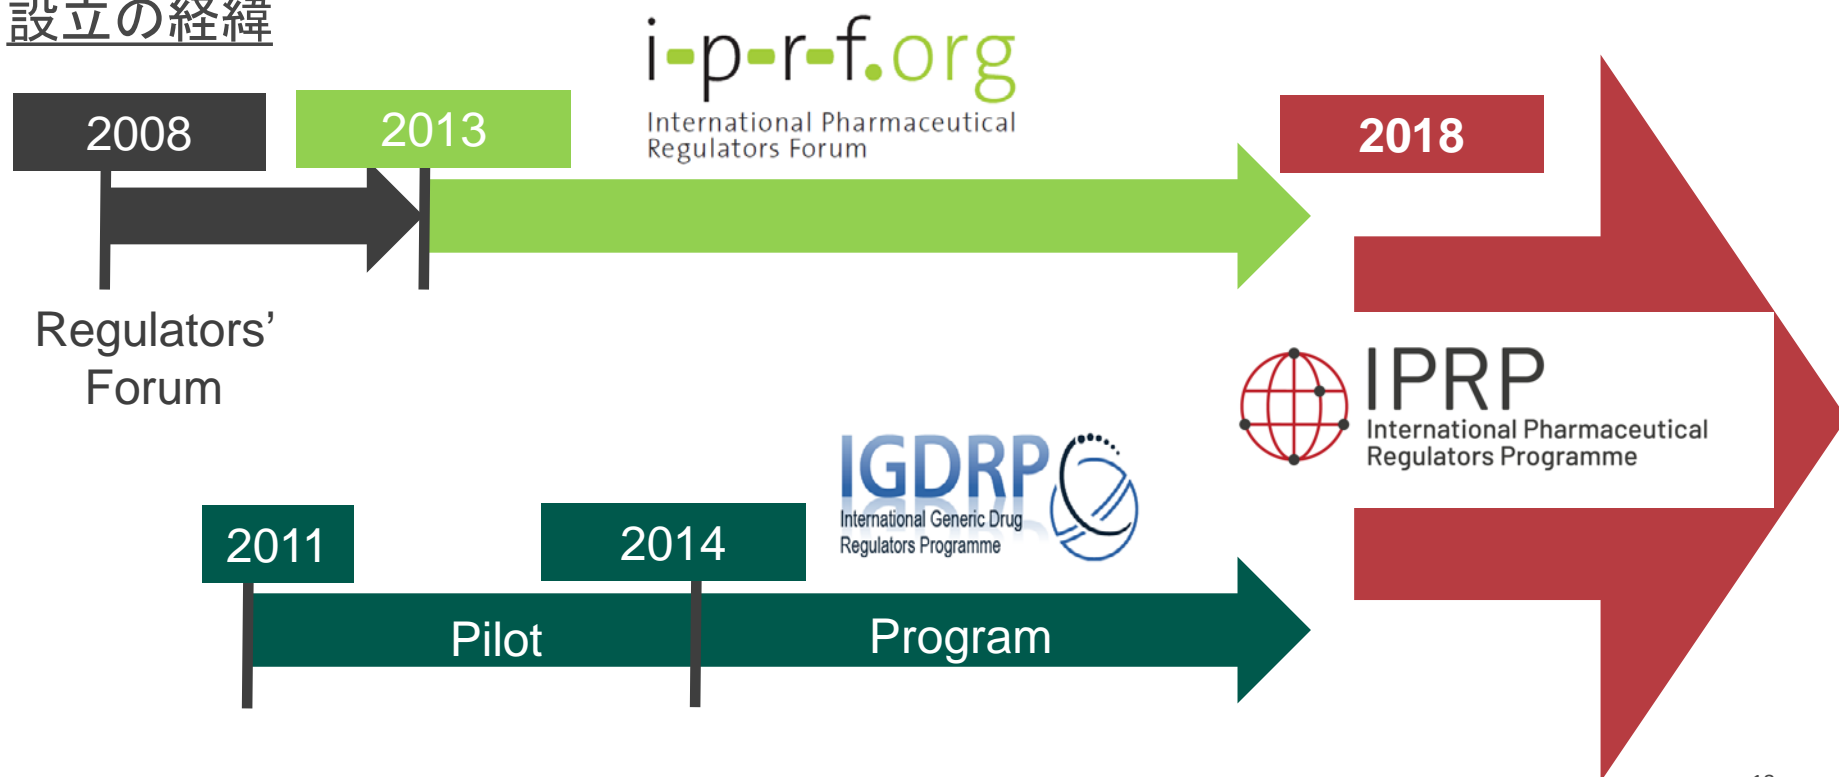 設立の経緯
i-p-r-f.org
International Pharmaceutical
Regulators Forum
2008
2013
2018
Regulators'
Forum
IPRP
International Pharmaceutical
Regulators Programme
IGDRP
International Generic Drug
Regulators Programme
2011
2014
Pilot
Program